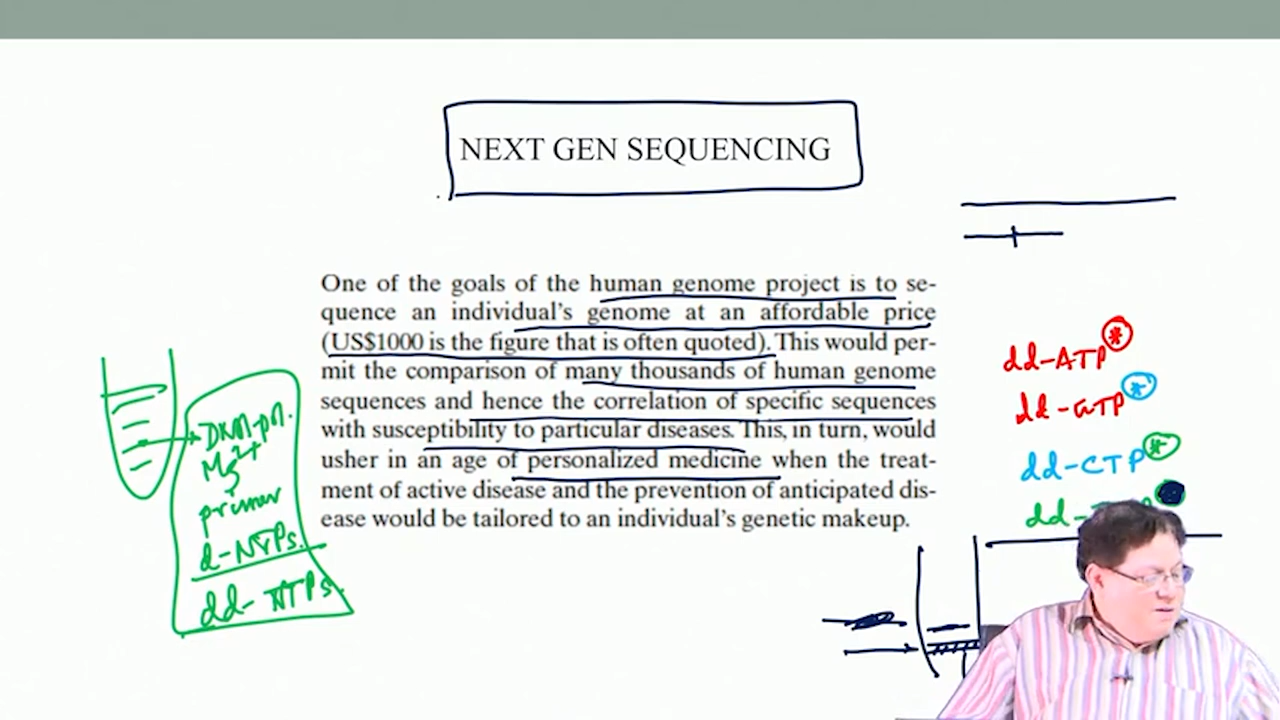 NEXT GEN SEQUENCING
One of the goals of the human genome project is to se-
quence an individual's genome at an affordable price
(US$1000 is the figure that is often quoted). This would per-
mit the comparison of many thousands of human genome
sequences and hence the correlation of specific sequences
with susceptibility to particular diseases. This, in turn, would
usher in an age of personalized medicine when the treat-
ment of active disease and the prevention of anticipated dis-
ease would be tailored to an individual's genetic makeup.
Mg2+
primer
d-NTPs.
dd-NTPs.
dd-ATP*
dd-GTP*
dd-CTP*
dd-